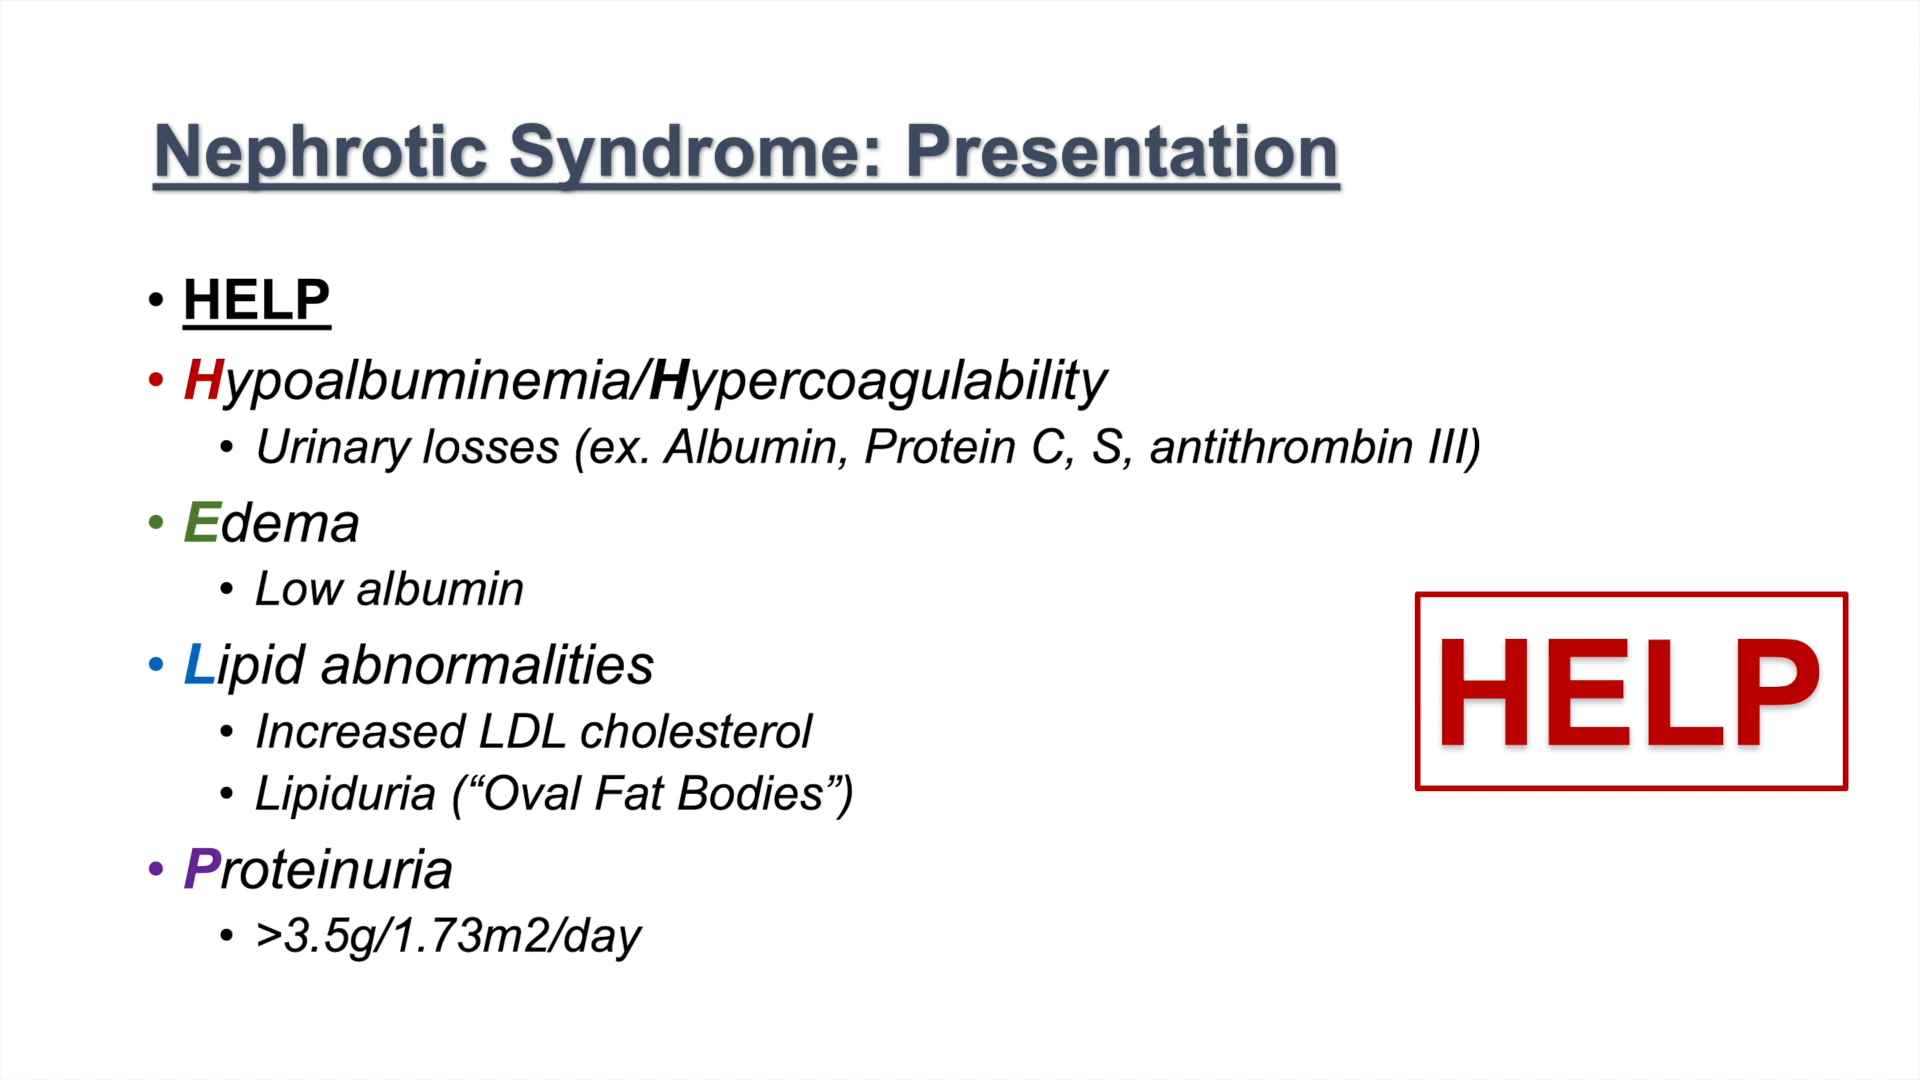 Nephrotic Syndrome: Presentation
• HELP
• Hypoalbuminemia/Hypercoagulability
• Urinary losses (ex. Albumin, Protein C, S, antithrombin III)
• Edema
• Low albumin
• Lipid abnormalities
• Increased LDL cholesterol
• Lipiduria (“Oval Fat Bodies”)
• Proteinuria
• >3.5g/1.73m2/day
HELP